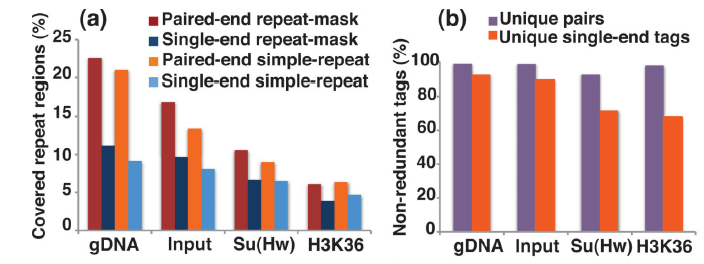 (a)
Paired-end repeat-mask
Single-end repeat-mask
Paired-end simple-repeat
Single-end simple-repeat
Covered repeat regions (%)
25
20
15
10
5
0
gDNA Input Su(Hw) H3K36
(b)
Unique pairs
Unique single-end tags
Non-redundant tags (%)
100
80
60
40
20
0
gDNA Input Su(Hw) H3K36